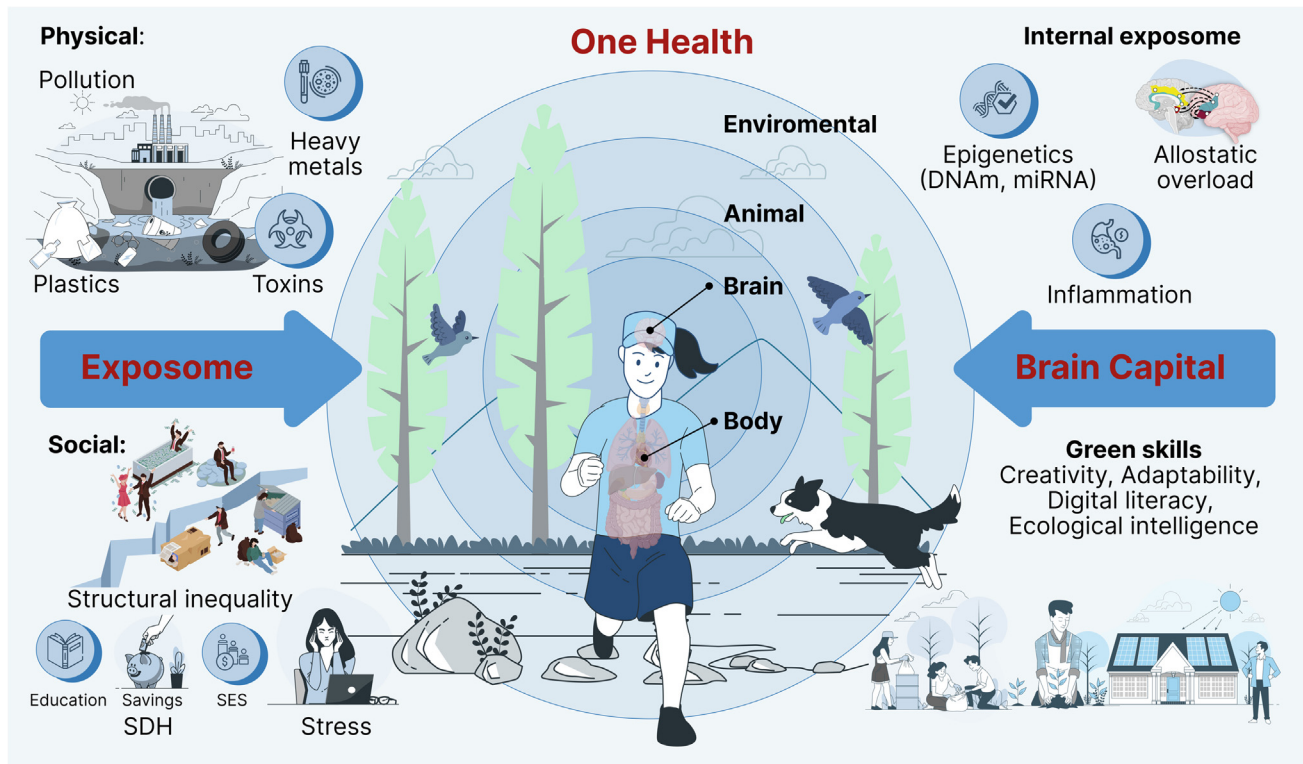 Physical:
Pollution
Heavy
metals
Plastics
Toxins
Exposome
Social:
Structural inequality
Education
Savings
SES
SDH
Stress
One Health
Enviromental
Animal
Brain
Body
Internal exposome
Epigenetics
(DNAm, miRNA)
Allostatic
overload
Inflammation
Brain Capital
Green skills
Creativity, Adaptability,
Digital literacy,
Ecological intelligence